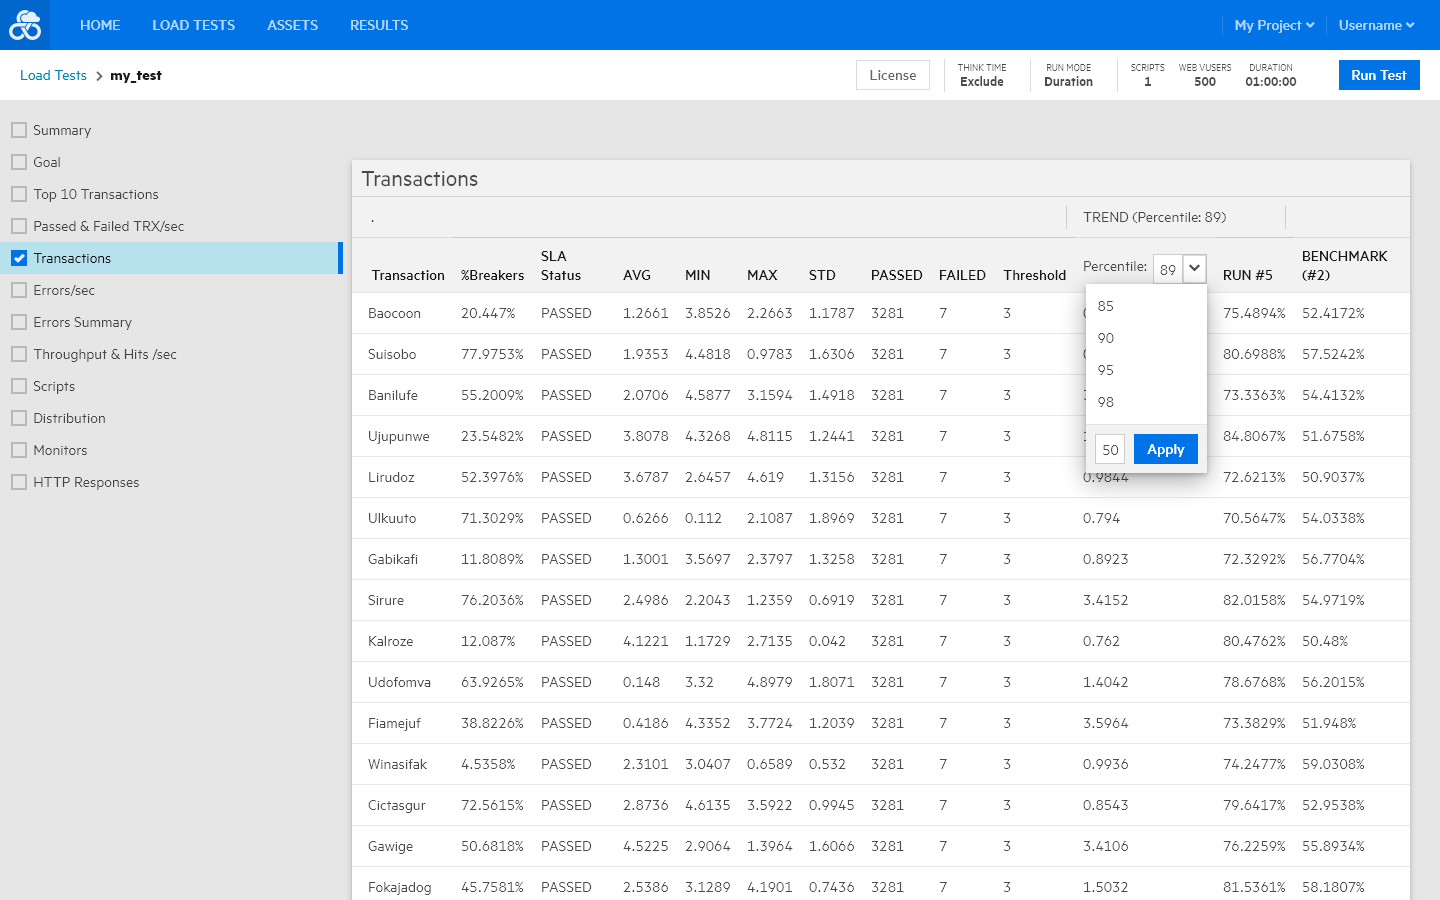 HOME LOAD TESTS ASSETS RESULTS My Project Username
Load Tests > my_test License THINK TIME Exclude RUN MODE Duration SCRIPTS 1 WEB VUSERS 500 DURATION 01:00:00 Run Test
Summary
Goal
Top 10 Transactions
Passed & Failed TRX/sec
Transactions
Errors/sec
Errors Summary
Throughput & Hits /sec
Scripts
Distribution
Monitors
HTTP Responses
Transactions
. TREND (Percentile: 89)
Transaction %Breakers SLA Status AVG MIN MAX STD PASSED FAILED Threshold Percentile: 89 RUN #5 BENCHMARK (#2)
85
90
95
98
50 Apply
Baocoon 20.447% PASSED 1.2661 3.8526 2.2663 1.1787 3281 7 3 75.4894% 52.4172%
Suisobo 77.9753% PASSED 1.9353 4.4818 0.9783 1.6306 3281 7 3 80.6988% 57.5242%
Banilufe 55.2009% PASSED 2.0706 4.5877 3.1594 1.4918 3281 7 3 73.3363% 54.4132%
Ujupunwe 23.5482% PASSED 3.8078 4.3268 4.8115 1.2441 3281 7 3 84.8067% 51.6758%
Lirudoz 52.3976% PASSED 3.6787 2.6457 4.619 1.3156 3281 7 3 0.9844 72.6213% 50.9037%
Ulkuuto 71.3029% PASSED 0.6266 0.112 2.1087 1.8969 3281 7 3 0.794 70.5647% 54.0338%
Gabikafi 11.8089% PASSED 1.3001 3.5697 2.3797 1.3258 3281 7 3 0.8923 72.3292% 56.7704%
Sirure 76.2036% PASSED 2.4986 2.2043 1.2359 0.6919 3281 7 3 3.4152 82.0158% 54.9719%
Kalroze 12.087% PASSED 4.1221 1.1729 2.7135 0.042 3281 7 3 0.762 80.4762% 50.48%
Udofomva 63.9265% PASSED 0.148 3.32 4.8979 1.8071 3281 7 3 1.4042 78.6768% 56.2015%
Fiamejuf 38.8226% PASSED 0.4186 4.3352 3.7724 1.2039 3281 7 3 3.5964 73.3829% 51.948%
Winasifak 4.5358% PASSED 2.3101 3.0407 0.6589 0.532 3281 7 3 0.9936 74.2477% 59.0308%
Cictasgur 72.5615% PASSED 2.8736 4.6135 3.5922 0.9945 3281 7 3 0.8543 79.6417% 52.9538%
Gawige 50.6818% PASSED 4.5225 2.9064 1.3964 1.6066 3281 7 3 3.4106 76.2259% 55.8934%
Fokajadog 45.7581% PASSED 2.5386 3.1289 4.1901 0.7436 3281 7 3 1.5032 81.5361% 58.1807%